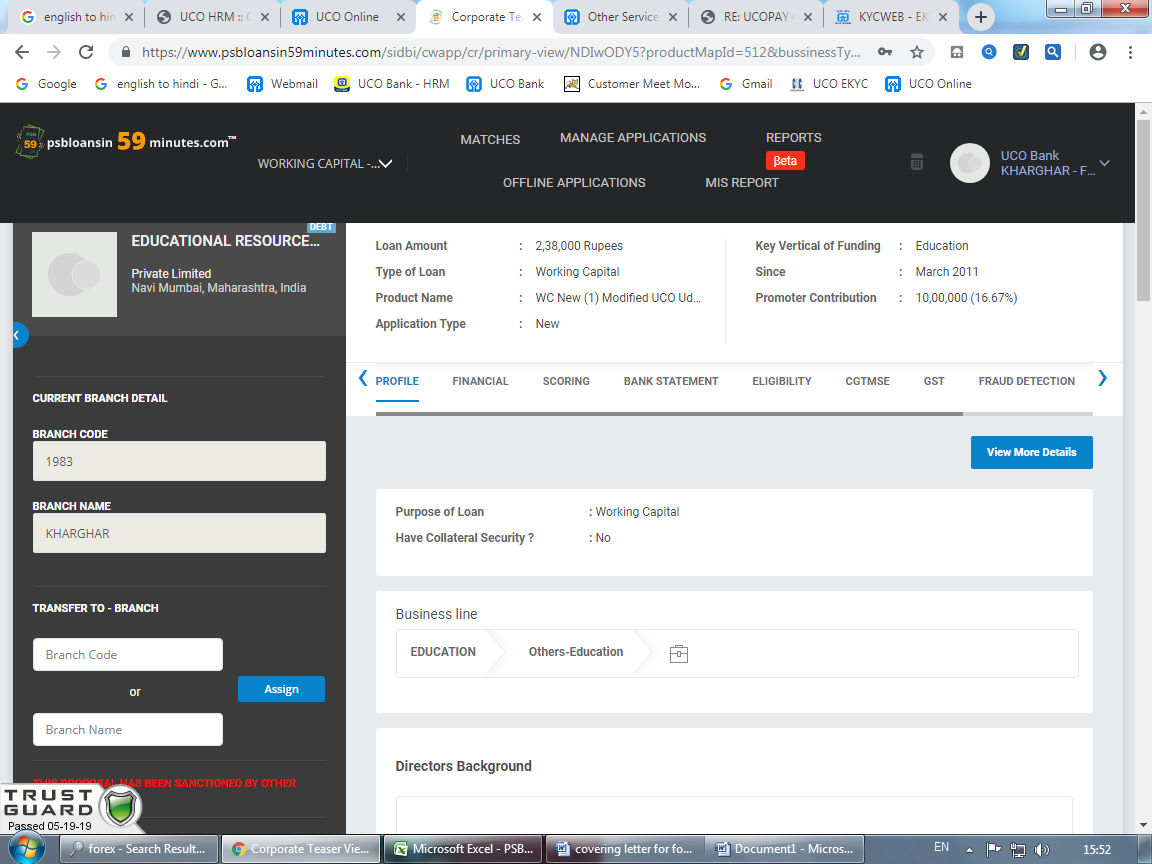 english to hin
UCO HRM :: C
UCO Online
Corporate Te
Other Service
RE: UCOPAY+
KYCWEB - EK
https://www.psbloansin59minutes.com/sidbi/cwapp/cr/primary-view/NDIwODY5?productMapId=512&bussinessTy...
Google
english to hindi - G...
Webmail
UCO Bank - HRM
UCO Bank
Customer Meet Mo...
Gmail
UCO EKYC
UCO Online
PSB
59
psbloansin 59 minutes.com™
WORKING CAPITAL -...
MATCHES
MANAGE APPLICATIONS
REPORTS
βeta
OFFLINE APPLICATIONS
MIS REPORT
UCO Bank
KHARGHAR - F...
DEBT
EDUCATIONAL RESOURCE...
Private Limited
Navi Mumbai, Maharashtra, India
Loan Amount : 2,38,000 Rupees
Type of Loan : Working Capital
Product Name : WC New (1) Modified UCO Ud...
Application Type : New
Key Vertical of Funding : Education
Since : March 2011
Promoter Contribution : 10,00,000 (16.67%)
CURRENT BRANCH DETAIL
BRANCH CODE
1983
BRANCH NAME
KHARGHAR
TRANSFER TO - BRANCH
Branch Code
or
Assign
Branch Name
THIS PROPOSAL HAS BEEN SANCTIONED BY OTHER
TRUST
GUARD
Passed 05-19-19
PROFILE
FINANCIAL
SCORING
BANK STATEMENT
ELIGIBILITY
CGTMSE
GST
FRAUD DETECTION
View More Details
Purpose of Loan : Working Capital
Have Collateral Security ? : No
Business line
EDUCATION
Others-Education
Directors Background
forex - Search Result...
Corporate Teaser Vie...
Microsoft Excel - PSB...
covering letter for fo...
Document1 - Micros...
EN
15:52